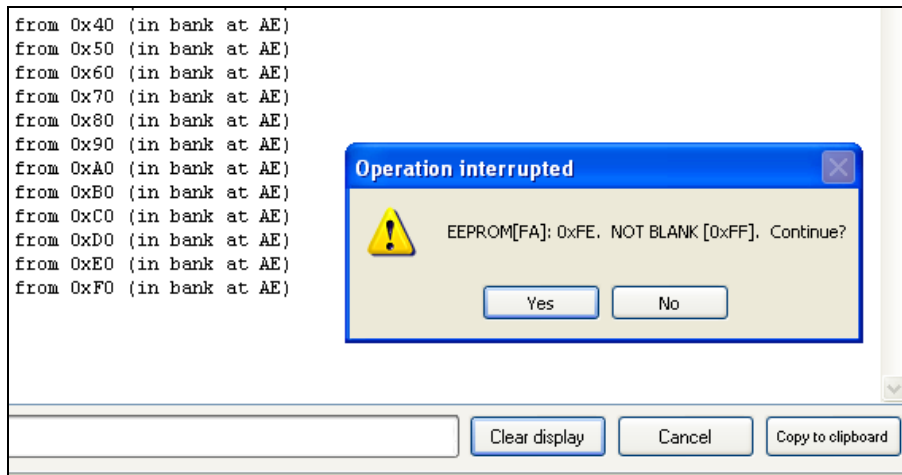 from 0x40 (in bank at AE)
from 0x50 (in bank at AE)
from 0x60 (in bank at AE)
from 0x70 (in bank at AE)
from 0x80 (in bank at AE)
from 0x90 (in bank at AE)
from 0xA0 (in bank at AE)
from 0xB0 (in bank at AE)
from 0xC0 (in bank at AE)
from 0xD0 (in bank at AE)
from 0xE0 (in bank at AE)
from 0xF0 (in bank at AE)
Operation interrupted
EEPROM[FA]: 0xFE. NOT BLANK [0xFF]. Continue?
Yes No
Clear display Cancel Copy to clipboard